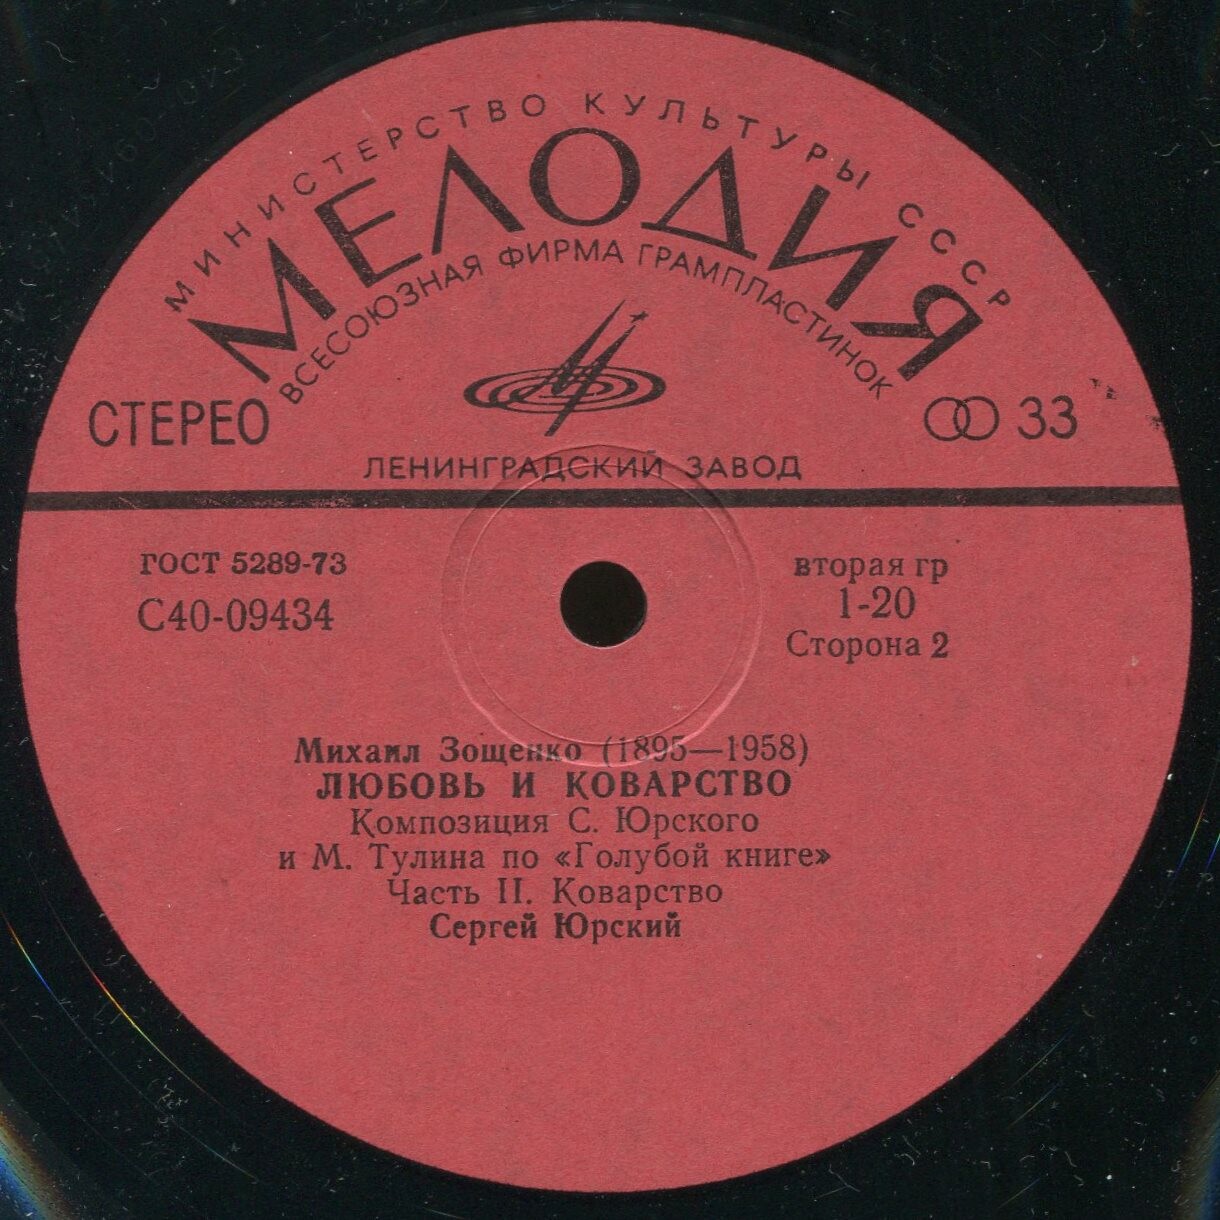 МИНИСТЕРСТВО КУЛЬТУРЫ СССР
МЕЛОДИЯ
ВСЕСОЮЗНАЯ ФИРМА ГРАМПЛАСТИНОК
СТЕРЕО
33
ЛЕНИНГРАДСКИЙ ЗАВОД
ГОСТ 5289-73
С40-09434
вторая гр
1-20
Сторона 2
Михаил Зощенко (1895—1958)
ЛЮБОВЬ И КОВАРСТВО
Композиция С. Юрского
и М. Тулина по «Голубой книге»
Часть II. Коварство
Сергей Юрский